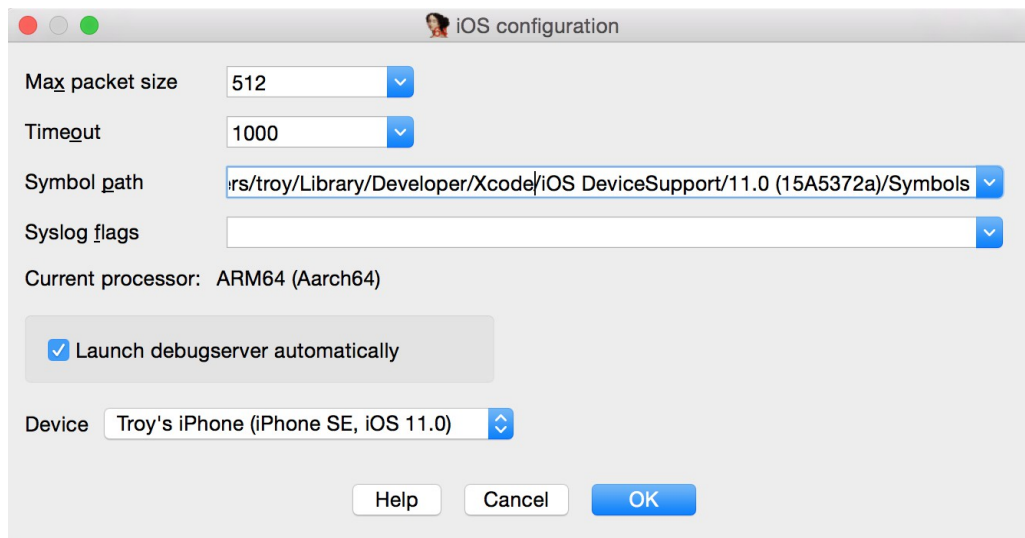 iOS configuration
Max packet size 512
Timeout 1000
Symbol path rs/troy/Library/Developer/Xcode/iOS DeviceSupport/11.0 (15A5372a)/Symbols
Syslog flags
Current processor: ARM64 (Aarch64)
Launch debugserver automatically
Device Troy's iPhone (iPhone SE, iOS 11.0)
Help Cancel OK